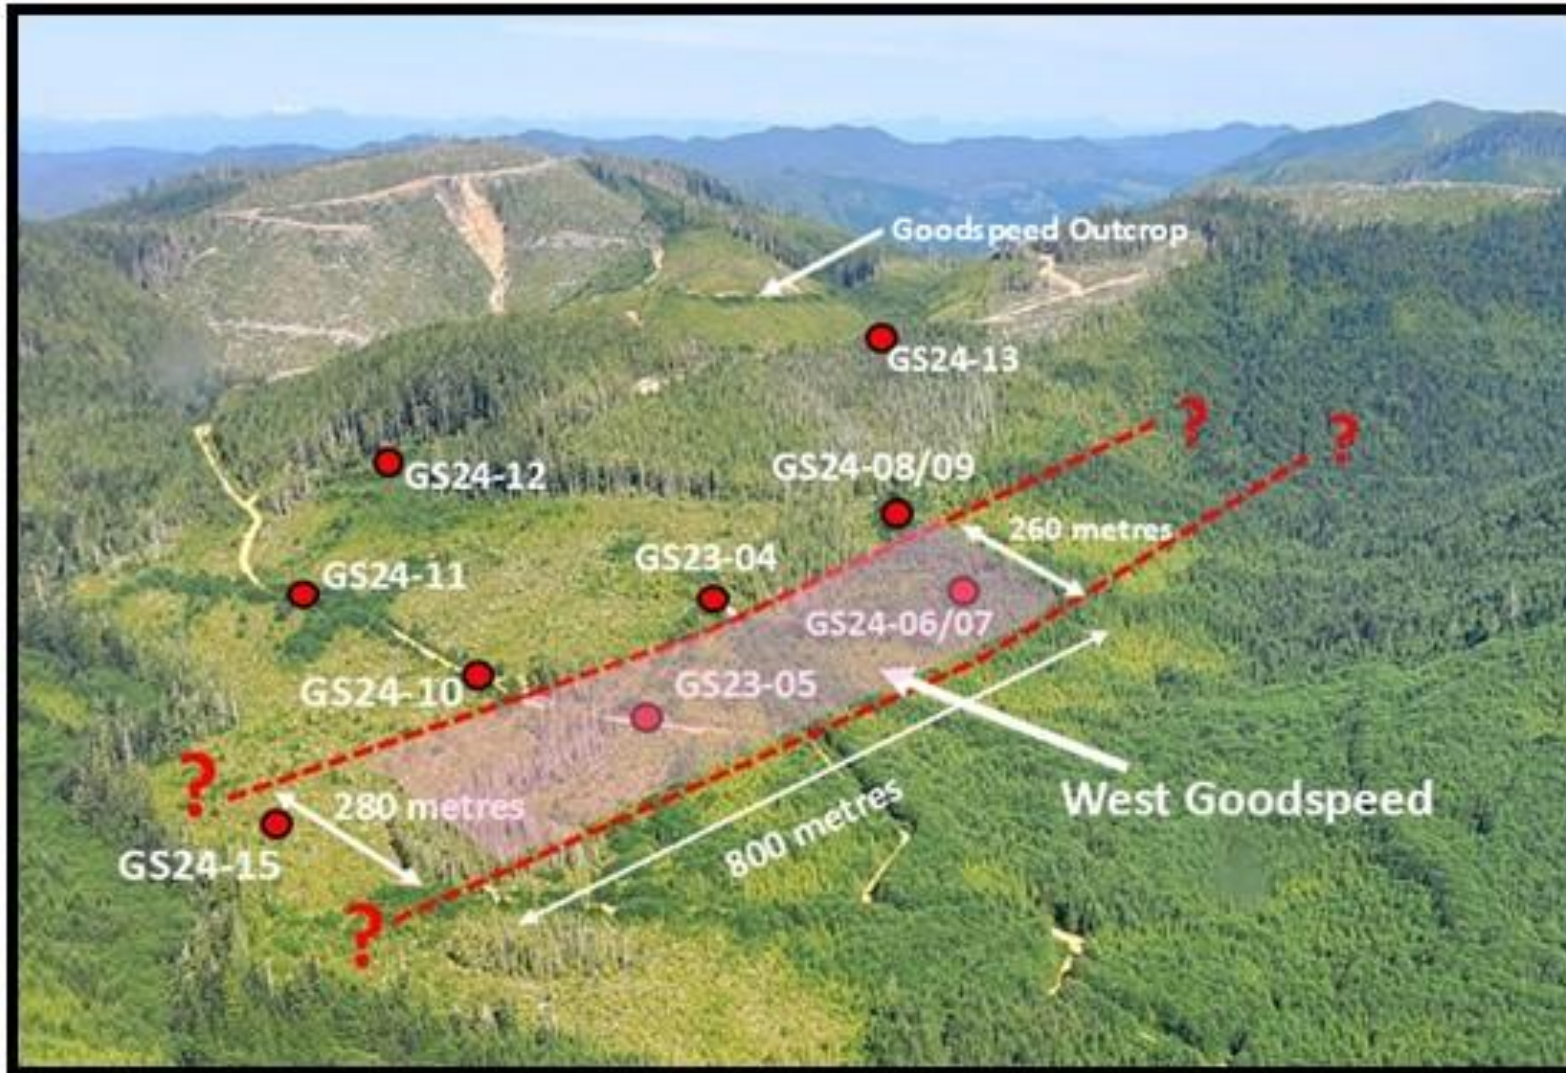 Goodspeed Outcrop
GS24-13
?
?
GS24-12
GS24-08/09
260 metres
GS24-11
GS23-04
GS24-06/07
GS24-10
GS23-05
?
280 metres
West Goodspeed
800 metres
GS24-15
?